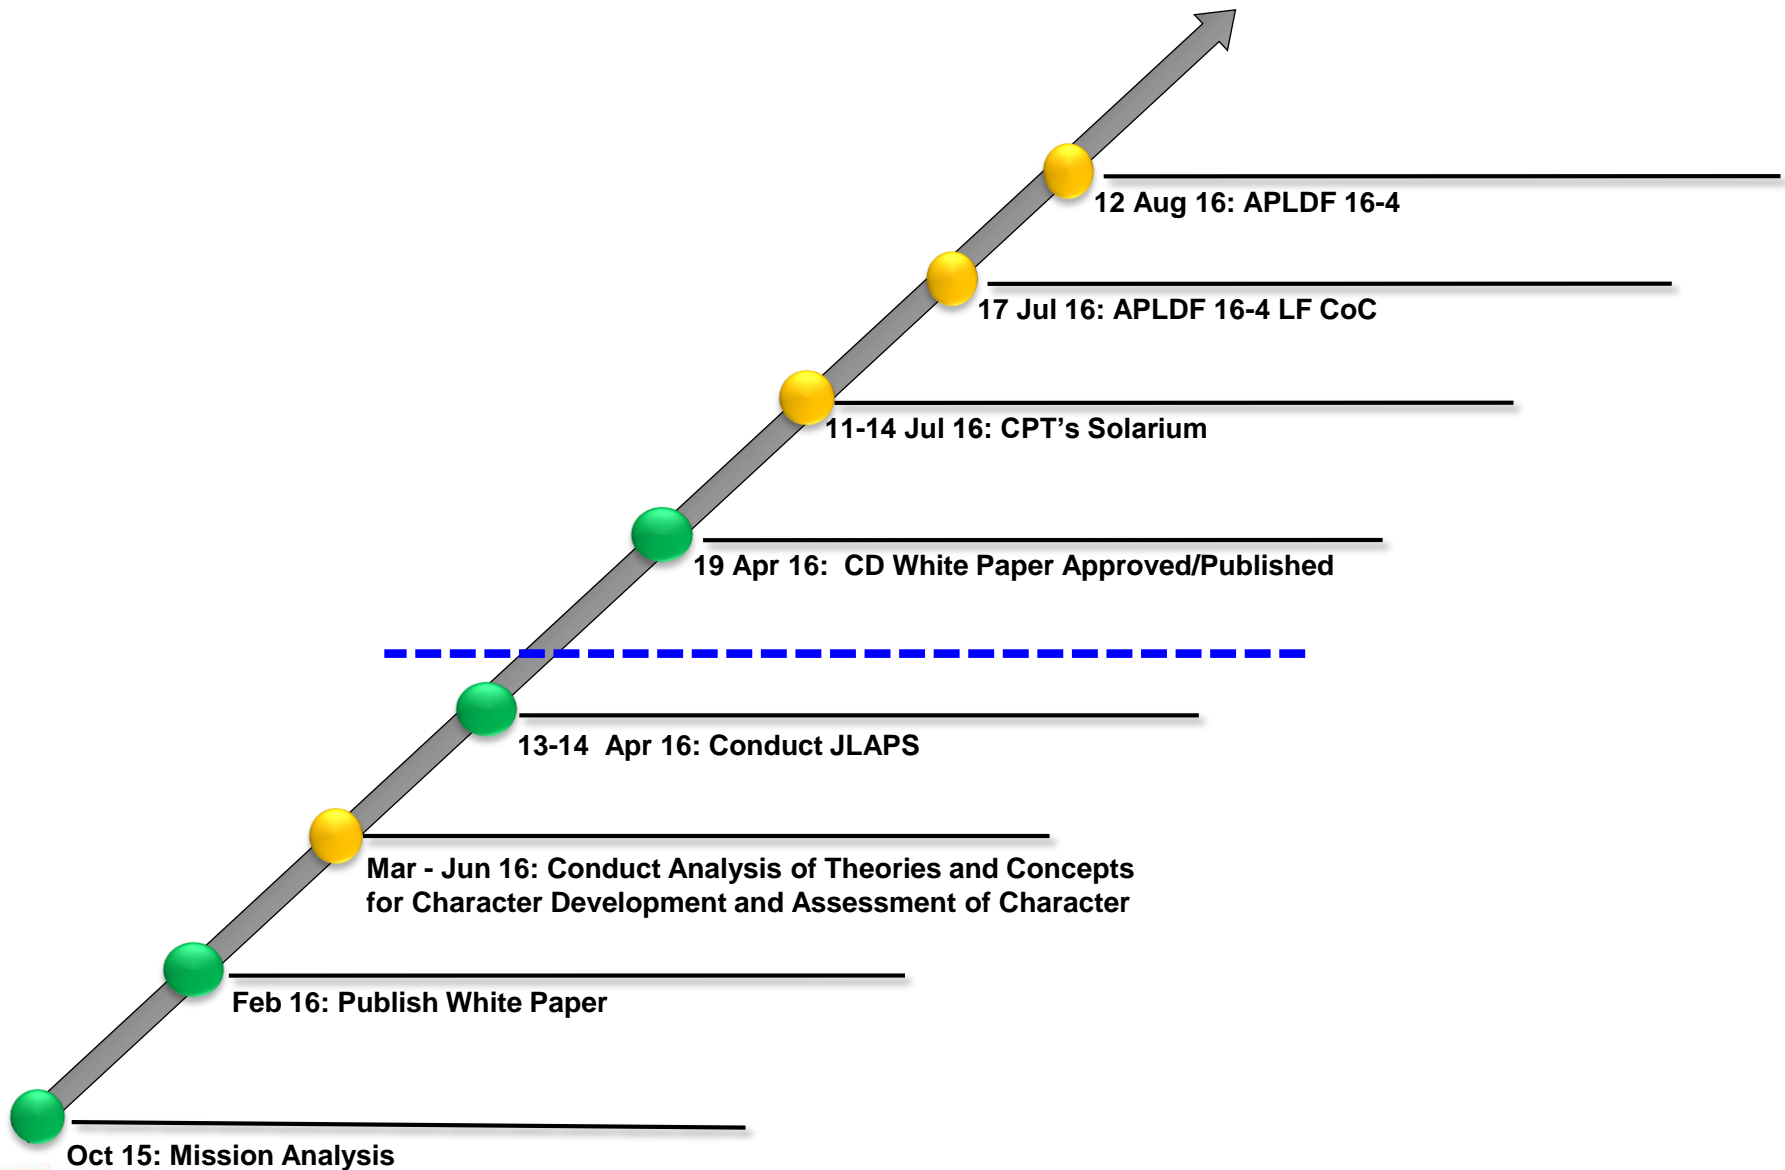 12 Aug 16: APLDF 16-4
17 Jul 16: APLDF 16-4 LF CoC
11-14 Jul 16: CPT’s Solarium
19 Apr 16:  CD White Paper Approved/Published
13-14  Apr 16: Conduct JLAPS
Mar - Jun 16: Conduct Analysis of Theories and Concepts
for Character Development and Assessment of Character
Feb 16: Publish White Paper
Oct 15: Mission Analysis